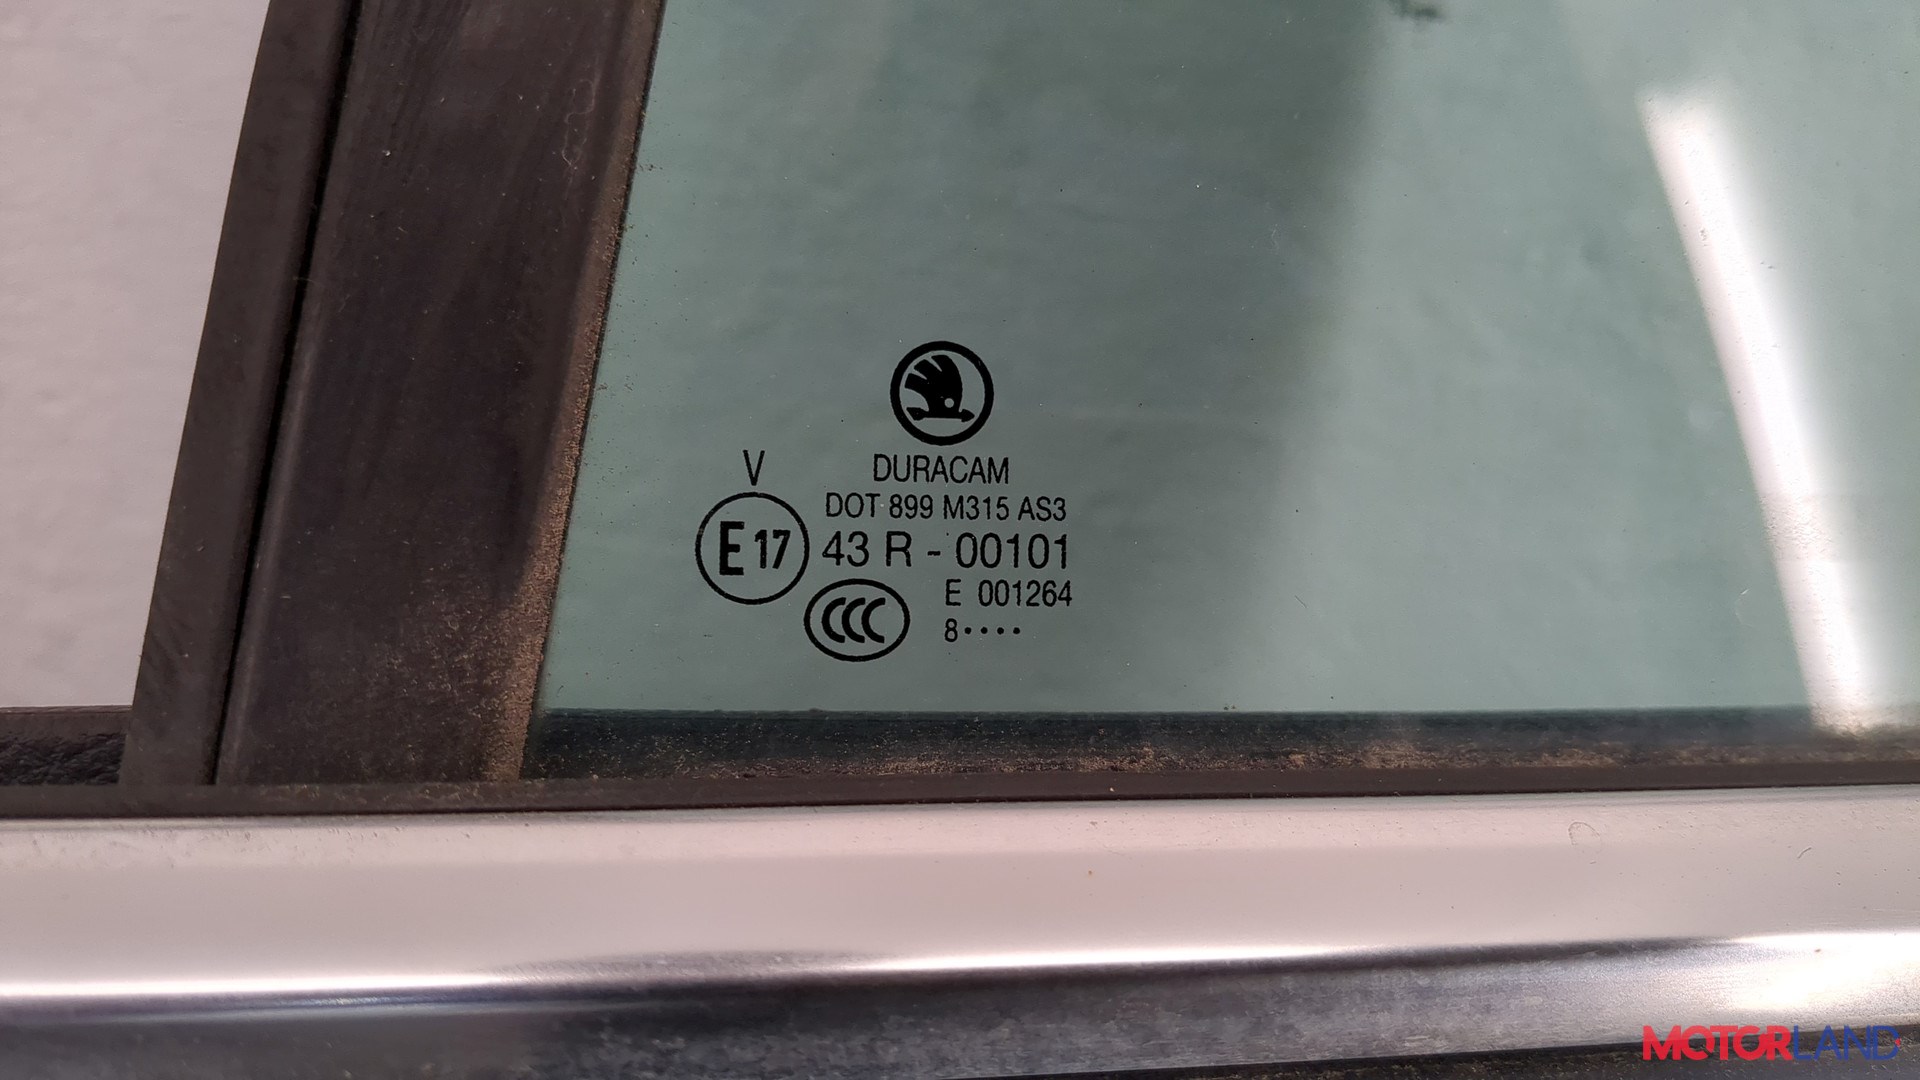 V
DURACAM
DOT 899 M315 AS3
E17 43 R - 00101
CCC E 001264
8····
MOTORLAND